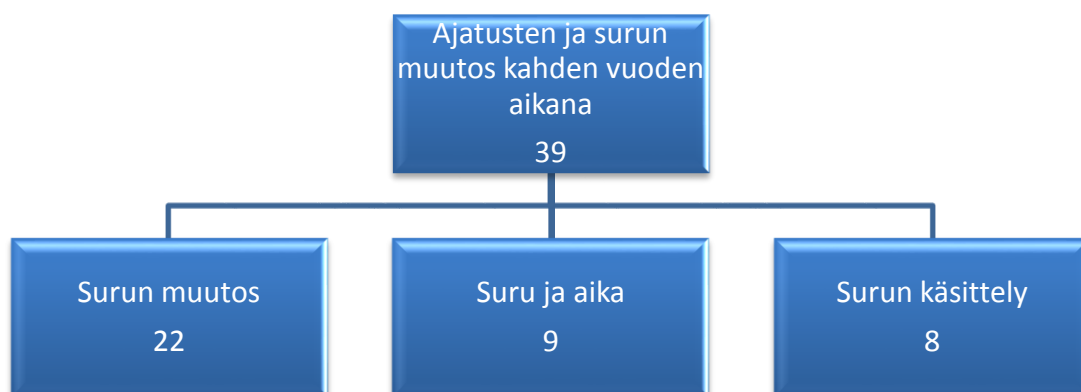 Ajatusten ja surun
muutos kahden vuoden
aikana
39
Surun muutos
22
Suru ja aika
9
Surun käsittely
8